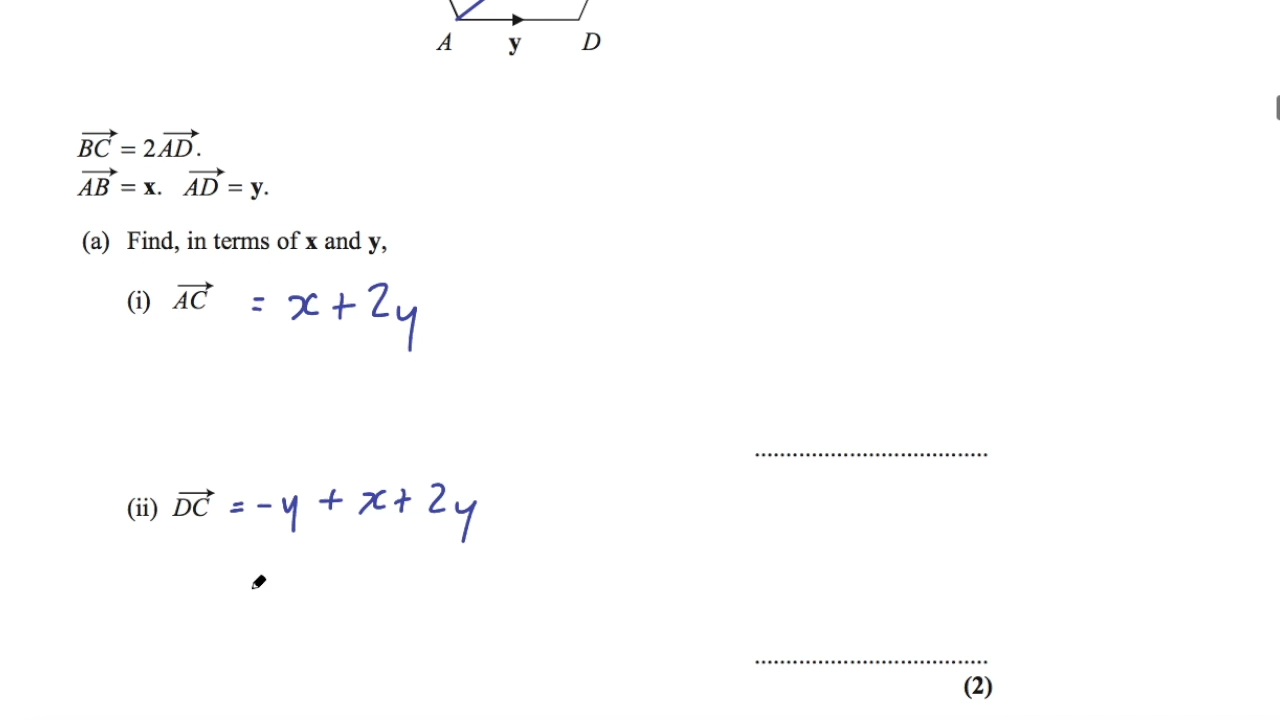 A y D
BC = 2AD.
AB = x. AD = y.
(a) Find, in terms of x and y,
(i) AC = x + 2y
(ii) DC = -y + x + 2y
(2)